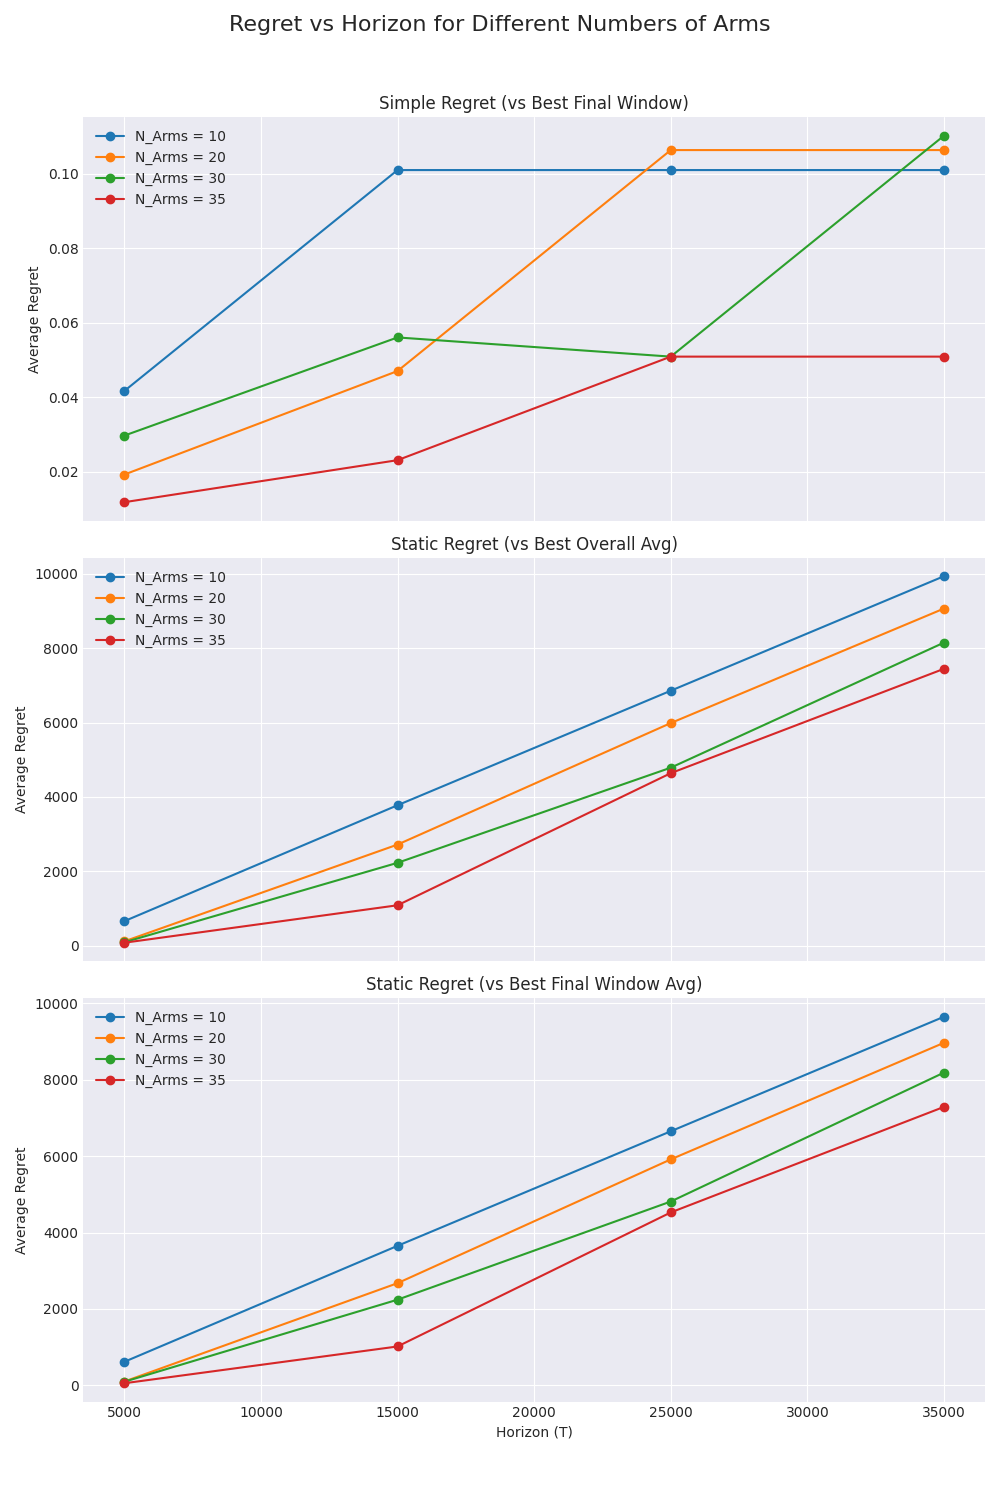 Regret vs Horizon for Different Numbers of Arms
Simple Regret (vs Best Final Window)
N_Arms = 10
N_Arms = 20
N_Arms = 30
N_Arms = 35
0.10
0.08
0.06
0.04
0.02
Average Regret
Static Regret (vs Best Overall Avg)
N_Arms = 10
N_Arms = 20
N_Arms = 30
N_Arms = 35
10000
8000
6000
4000
2000
0
Average Regret
Static Regret (vs Best Final Window Avg)
N_Arms = 10
N_Arms = 20
N_Arms = 30
N_Arms = 35
10000
8000
6000
4000
2000
0
Average Regret
5000 10000 15000 20000 25000 30000 35000
Horizon (T)